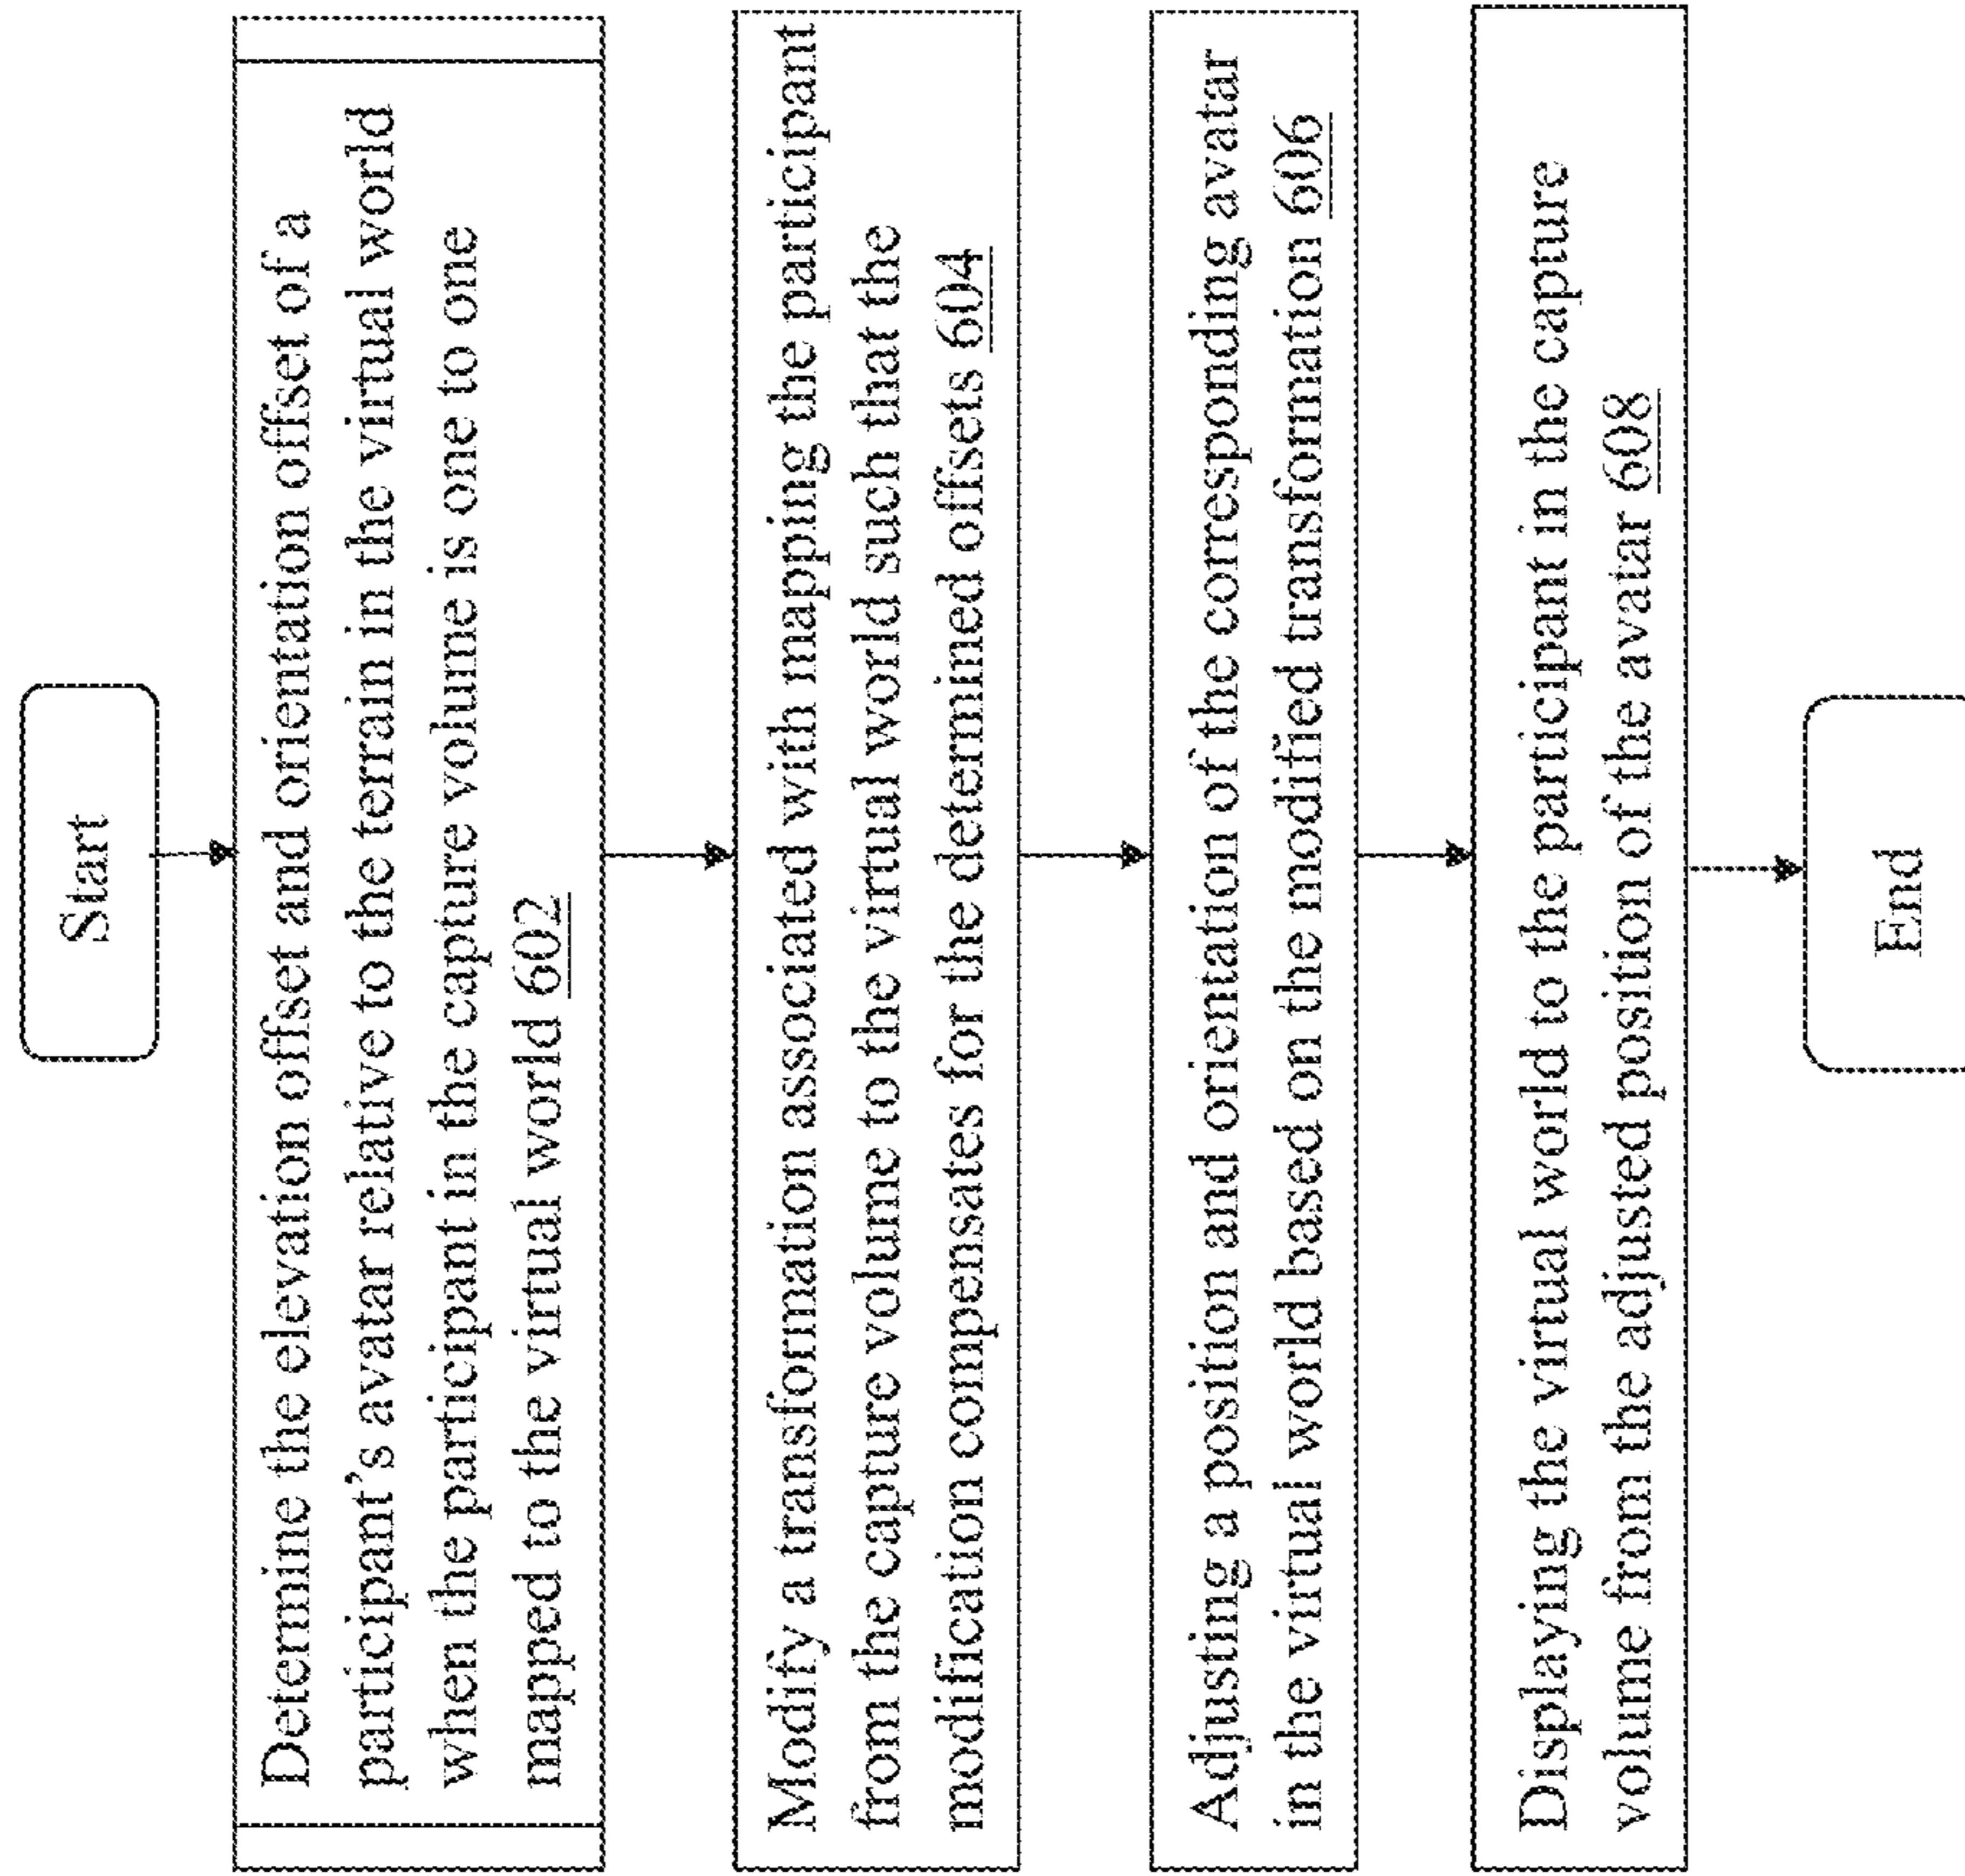 Start
Determine the elevation offset and orientation offset of a
participant's avatar relative to the terrain in the virtual world
when the participant in the capture volume is one to one
mapped to the virtual world 602
Modify a transformation associated with mapping the participant
from the capture volume to the virtual world such that the
modification compensates for the determined offsets 604
Adjusting a position and orientation of the corresponding avatar
in the virtual world based on the modified transformation 606
Displaying the virtual world to the participant in the capture
volume from the adjusted position of the avatar 608
End